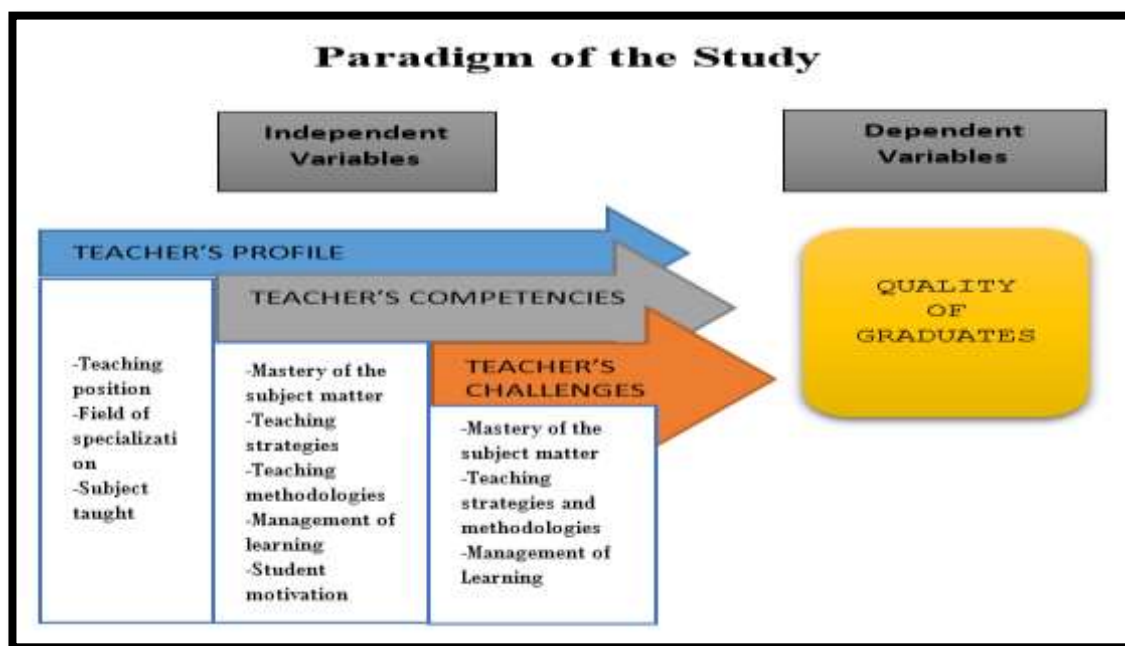 Paradigm of the Study
Independent
Variables
Dependent
Variables
TEACHER'S PROFILE
TEACHER'S COMPETENCIES
TEACHER'S
CHALLENGES
-Teaching
position
-Field of
specializati
on
-Subject
taught
-Mastery of the
subject matter
-Teaching
strategies
-Teaching
methodologies
-Management of
learning
-Student
motivation
-Mastery of the
subject matter
-Teaching
strategies and
methodologies
-Management of
Learning
QUALITY
OF
GRADUATES